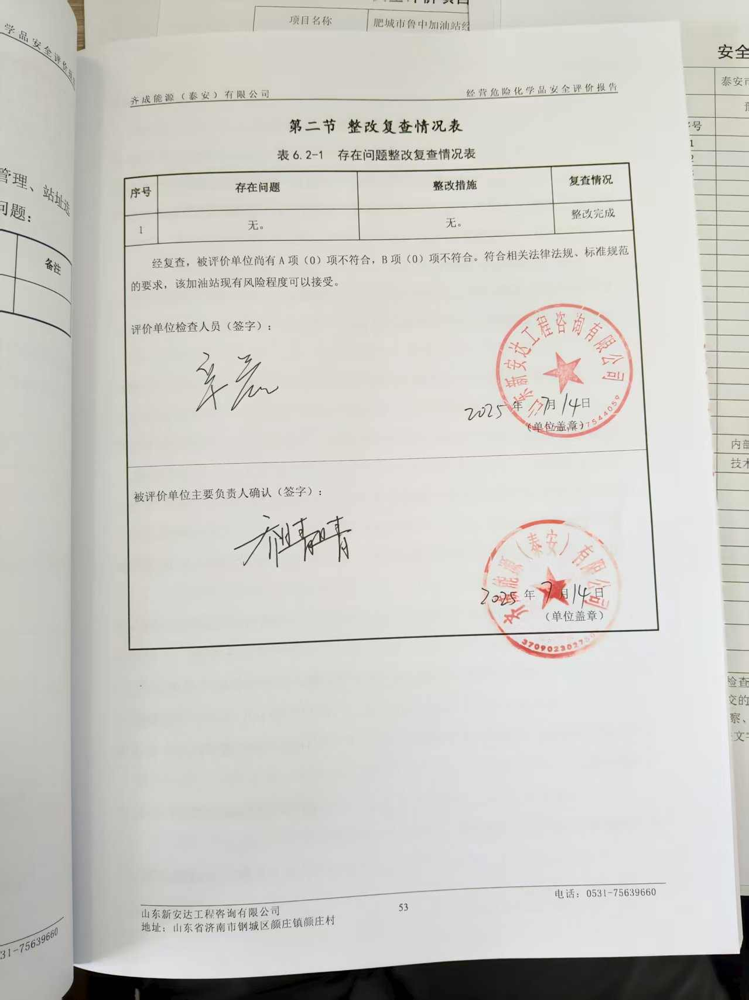 学品安全评价报
管理、站址选
问题：
备注
31-75639660
项目名称
肥城市鲁中加油站经
齐成能源（泰安）有限公司
经营危险化学品安全评价报告
第二节 整改复查情况表
表 6.2-1 存在问题整改复查情况表
序号 存在问题 整改措施 复查情况
1 无。 无。 整改完成
经复查，被评价单位尚有 A 项（0）项不符合，B 项（0）项不符合。符合相关法律法规、标准规范
的要求，该加油站现有风险程度可以接受。
评价单位检查人员（签字）：
山东新安达工程咨询有限公司
2025 年 7月 14日
（单位盖章）
被评价单位主要负责人确认（签字）：
齐成能源（泰安）有限公司
2025 年 7月 14日
（单位盖章）
山东新安达工程咨询有限公司
地址：山东省济南市钢城区颜庄镇颜庄村
53
电话：0531-75639660
安全
泰安市
序号
1
2
内部
技术
检查
交的
察、
文字